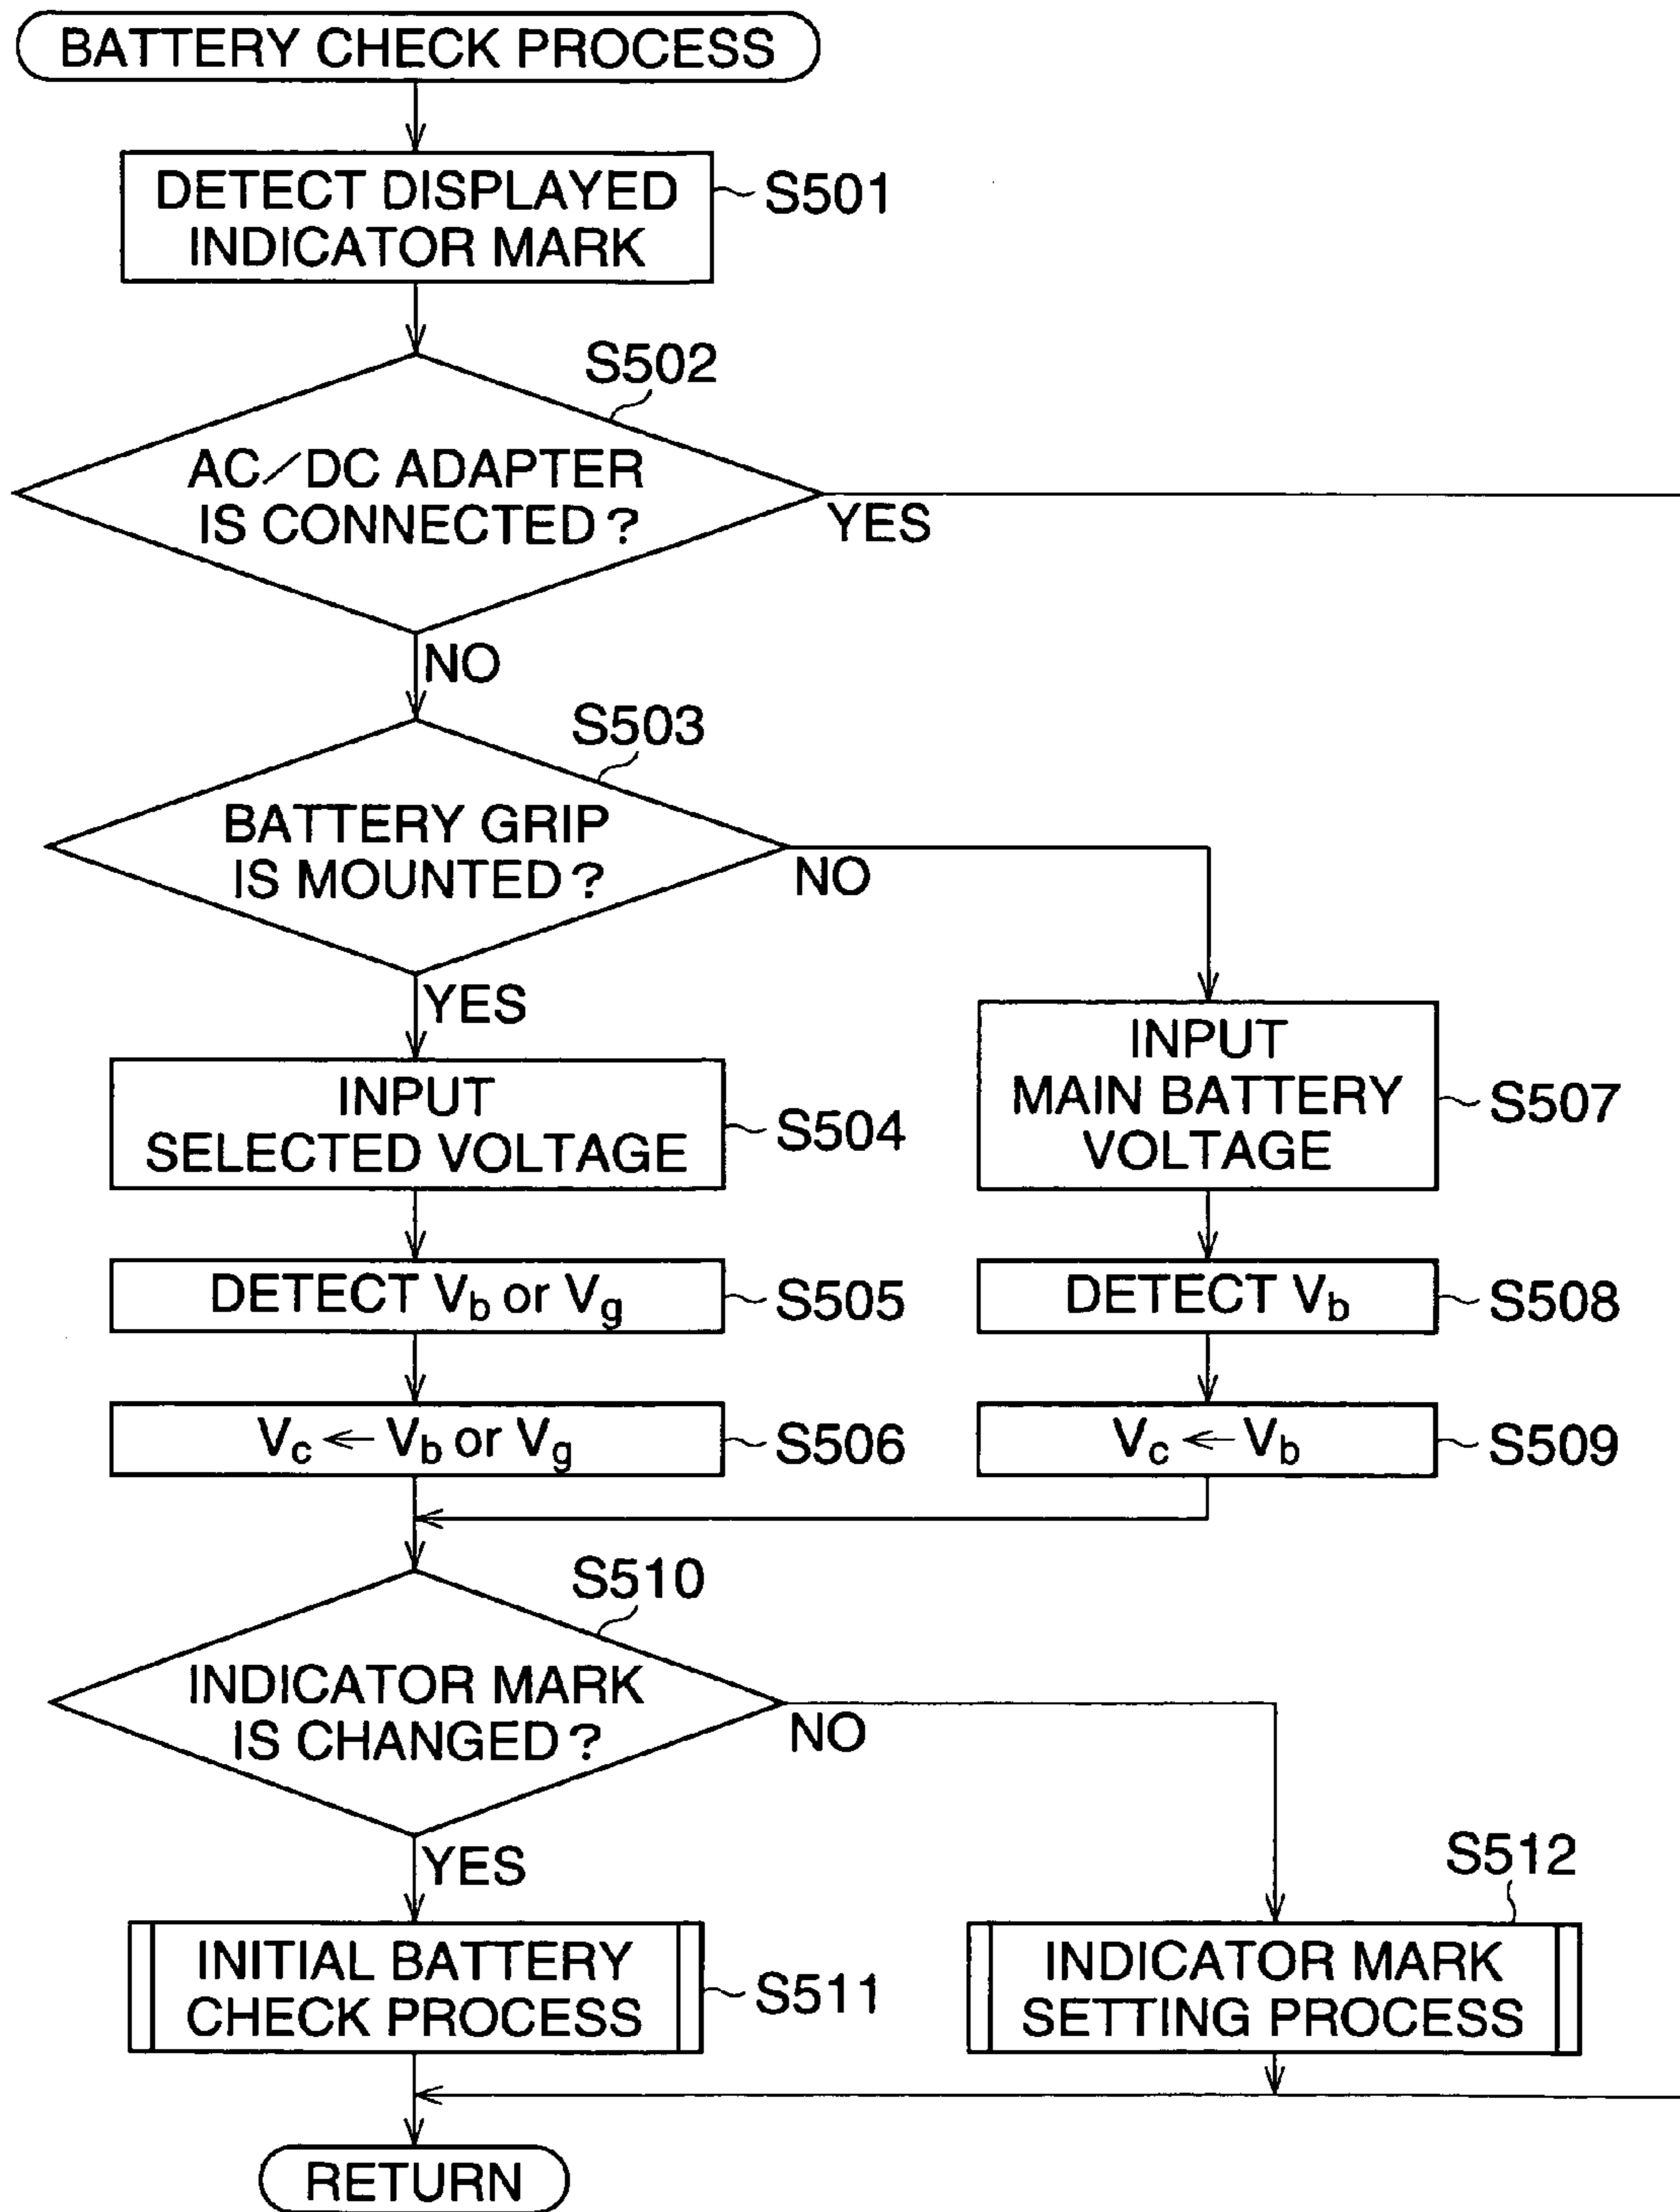 BATTERY CHECK PROCESS
DETECT DISPLAYED
INDICATOR MARK
S501
S502
AC/DC ADAPTER
IS CONNECTED?
YES
NO
S503
BATTERY GRIP
IS MOUNTED?
NO
YES
INPUT
SELECTED VOLTAGE
S504
INPUT
MAIN BATTERY
VOLTAGE
S507
DETECT Vb or Vg
S505
DETECT Vb
S508
Vc ← Vb or Vg
S506
Vc ← Vb
S509
S510
INDICATOR MARK
IS CHANGED?
NO
YES
S512
INITIAL BATTERY
CHECK PROCESS
S511
INDICATOR MARK
SETTING PROCESS
RETURN